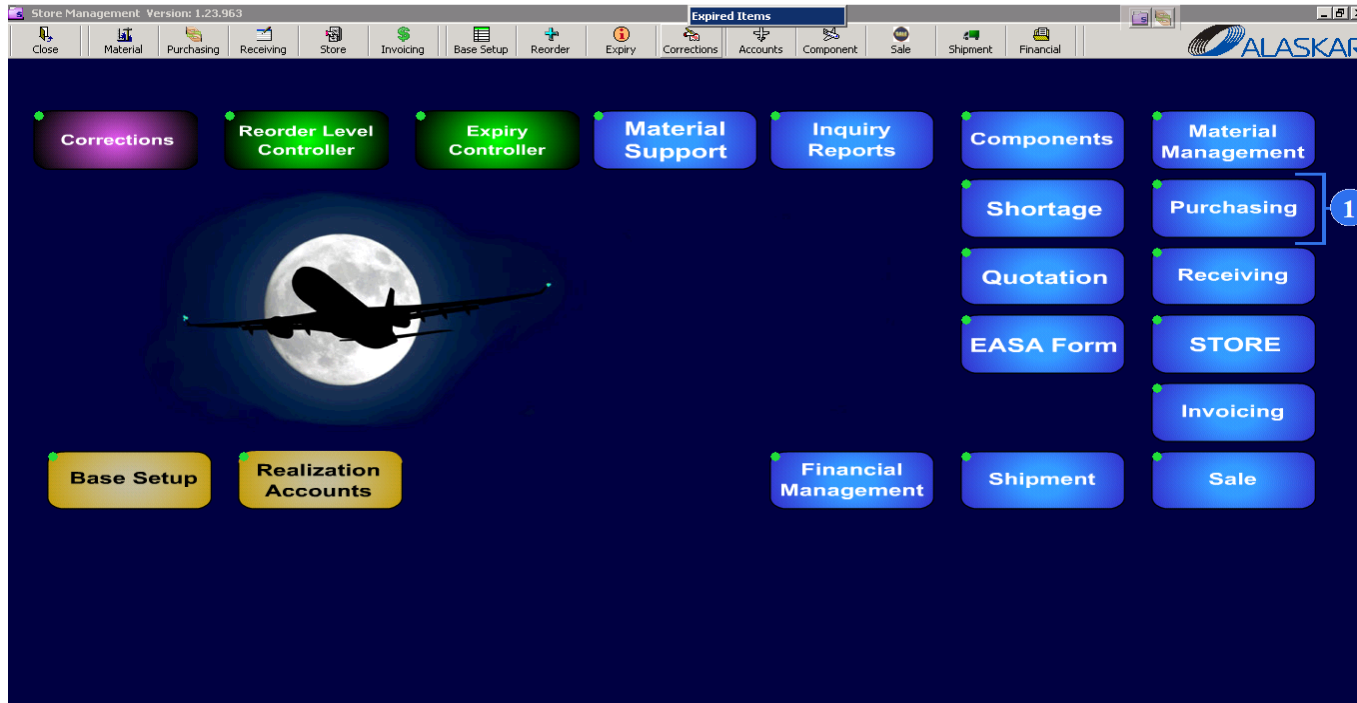 Store Management Version: 1.23.963
Expired Items
Close Material Purchasing Receiving Store Invoicing Base Setup Reorder Expiry Corrections Accounts Component Sale Shipment Financial
ALASKAR
Corrections
Reorder Level
Controller
Expiry
Controller
Material
Support
Inquiry
Reports
Components
Material
Management
Shortage
Purchasing
1
Quotation
Receiving
EASA Form
STORE
Invoicing
Base Setup
Realization
Accounts
Financial
Management
Shipment
Sale